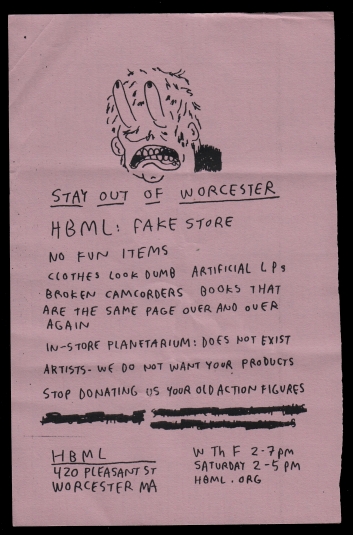 STAY OUT OF WORCESTER
HBML: FAKE STORE
NO FUN ITEMS
CLOTHES LOOK DUMB ARTIFICIAL LPs
BROKEN CAMCORDERS BOOKS THAT
ARE THE SAME PAGE OVER AND OVER
AGAIN
IN-STORE PLANETARIUM: DOES NOT EXIST
ARTISTS- WE DO NOT WANT YOUR PRODUCTS
STOP DONATING US YOUR OLD ACTION FIGURES
HBML
420 PLEASANT ST
WORCESTER MA
W Th F 2-7pm
SATURDAY 2-5 PM
HBML.ORG